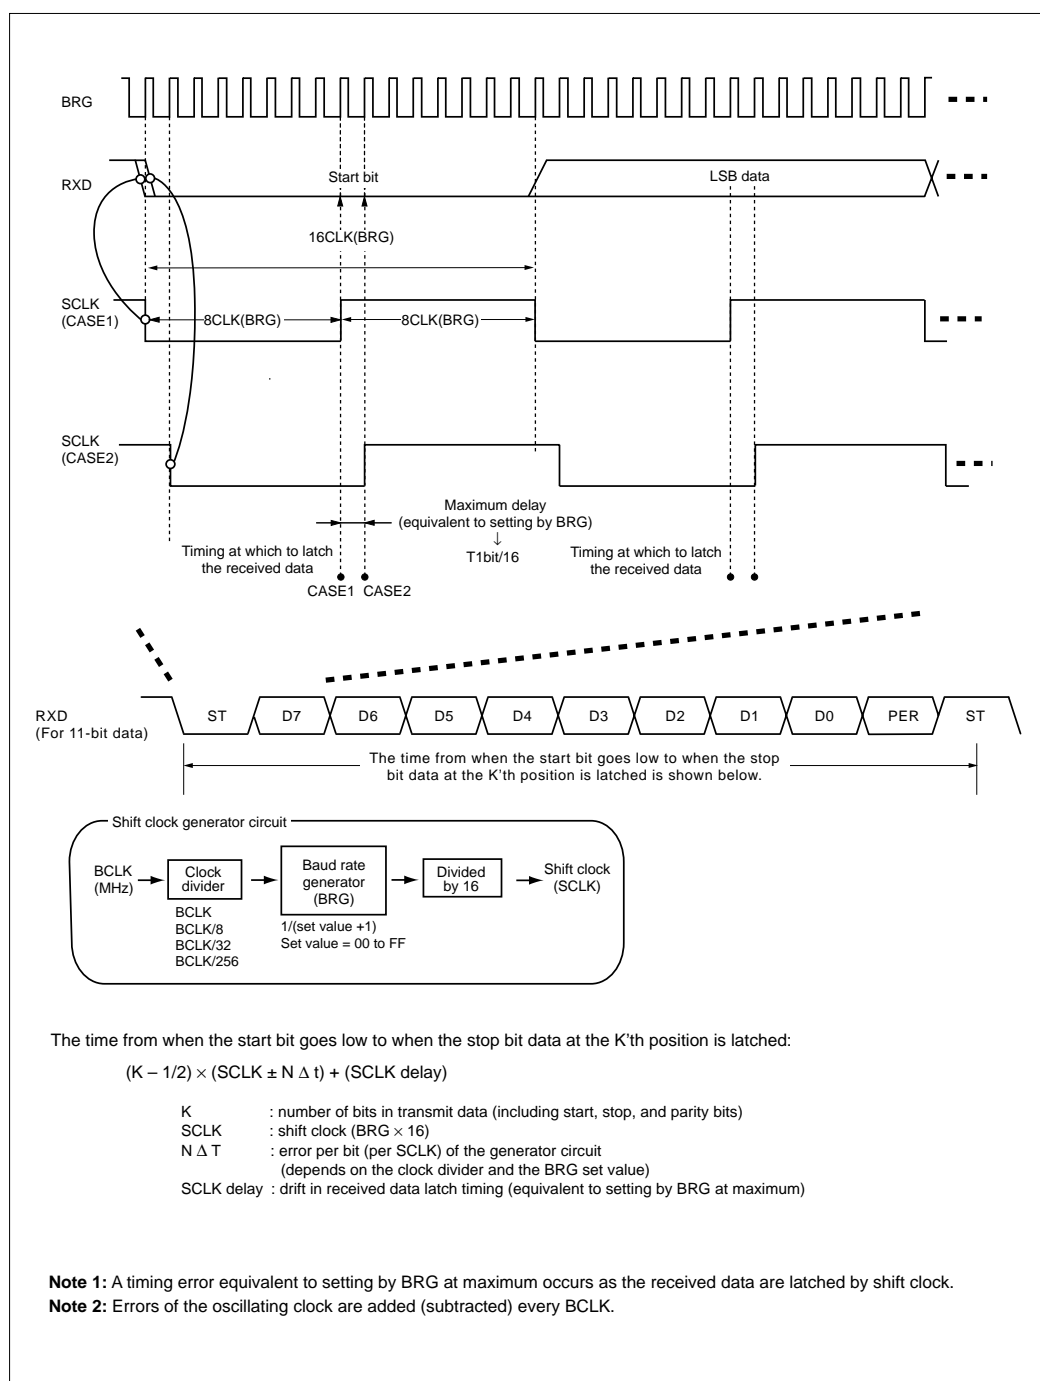 BRG
RXD
Start bit
LSB data
16CLK(BRG)
SCLK
(CASE1)
8CLK(BRG)
8CLK(BRG)
SCLK
(CASE2)
Maximum delay
(equivalent to setting by BRG)
↓
T1bit/16
Timing at which to latch
the received data
Timing at which to latch
the received data
CASE1 CASE2
RXD
(For 11-bit data)
ST D7 D6 D5 D4 D3 D2 D1 D0 PER ST
The time from when the start bit goes low to when the stop
bit data at the K'th position is latched is shown below.
Shift clock generator circuit
BCLK
(MHz)
Clock
divider
BCLK
BCLK/8
BCLK/32
BCLK/256
Baud rate
generator
(BRG)
1/(set value +1)
Set value = 00 to FF
Divided
by 16
Shift clock
(SCLK)
The time from when the start bit goes low to when the stop bit data at the K'th position is latched:
(K – 1/2) × (SCLK ± N Δ t) + (SCLK delay)
K : number of bits in transmit data (including start, stop, and parity bits)
SCLK : shift clock (BRG × 16)
N Δ T : error per bit (per SCLK) of the generator circuit
(depends on the clock divider and the BRG set value)
SCLK delay : drift in received data latch timing (equivalent to setting by BRG at maximum)
Note 1: A timing error equivalent to setting by BRG at maximum occurs as the received data are latched by shift clock.
Note 2: Errors of the oscillating clock are added (subtracted) every BCLK.